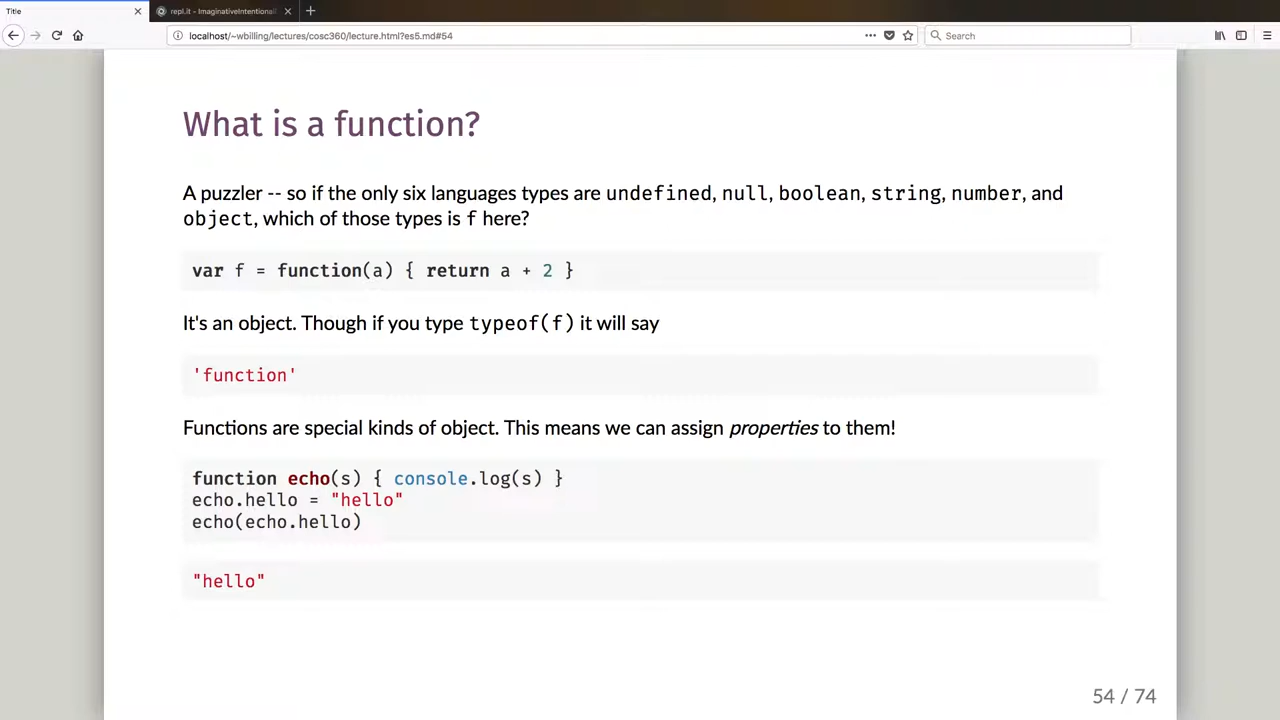 Title
repl.it - ImaginativeIntentional
localhost/~wbilling/lectures/cosc360/lecture.html?es5.md#54
Search
What is a function?
A puzzler -- so if the only six languages types are undefined, null, boolean, string, number, and
object, which of those types is f here?
var f = function(a) { return a + 2 }
It's an object. Though if you type typeof(f) it will say
'function'
Functions are special kinds of object. This means we can assign properties to them!
function echo(s) { console.log(s) }
echo.hello = "hello"
echo(echo.hello)
"hello"
54 / 74